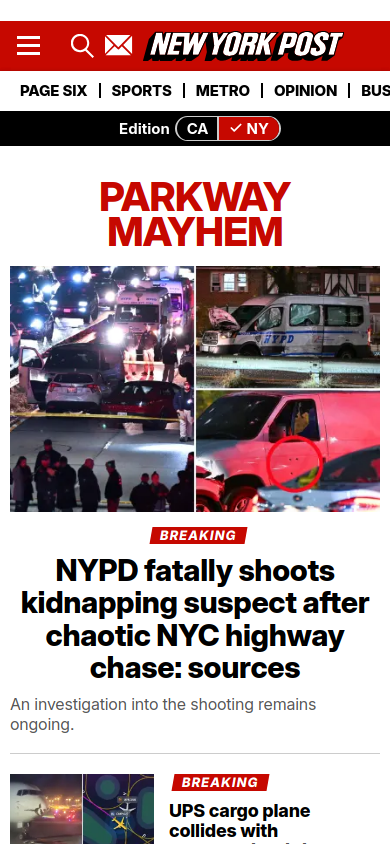 NEW YORK POST
PAGE SIX
SPORTS
METRO
OPINION
BUS
Edition CA NY
PARKWAY
MAYHEM
NYPD
BREAKING
NYPD fatally shoots
kidnapping suspect after
chaotic NYC highway
chase: sources
An investigation into the shooting remains
ongoing.
BREAKING
UPS cargo plane
collides with